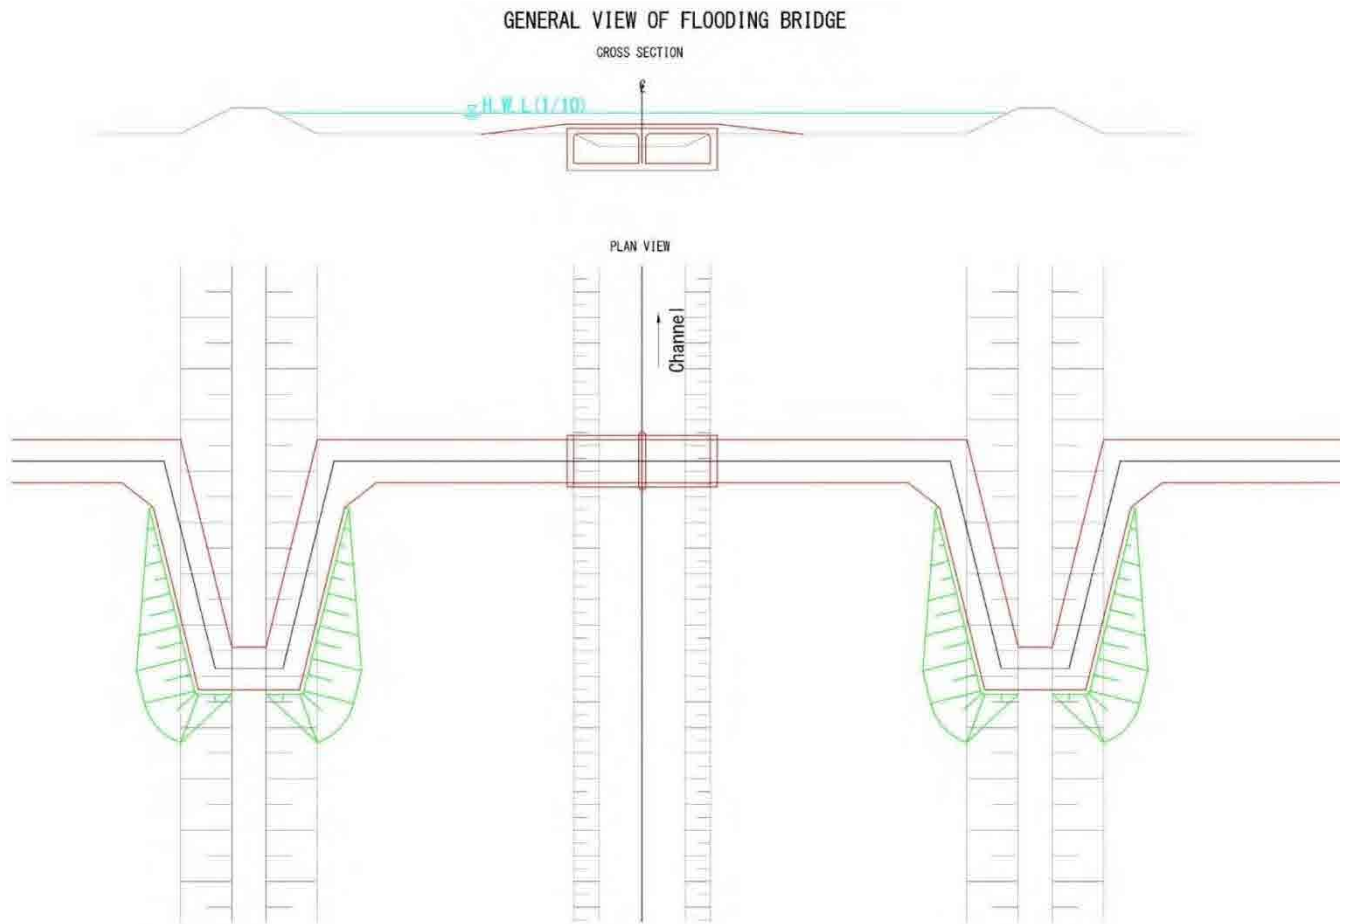 GENERAL VIEW OF FLOODING BRIDGE
CROSS SECTION
℄
H.W.L(1/10)
PLAN VIEW
Channel